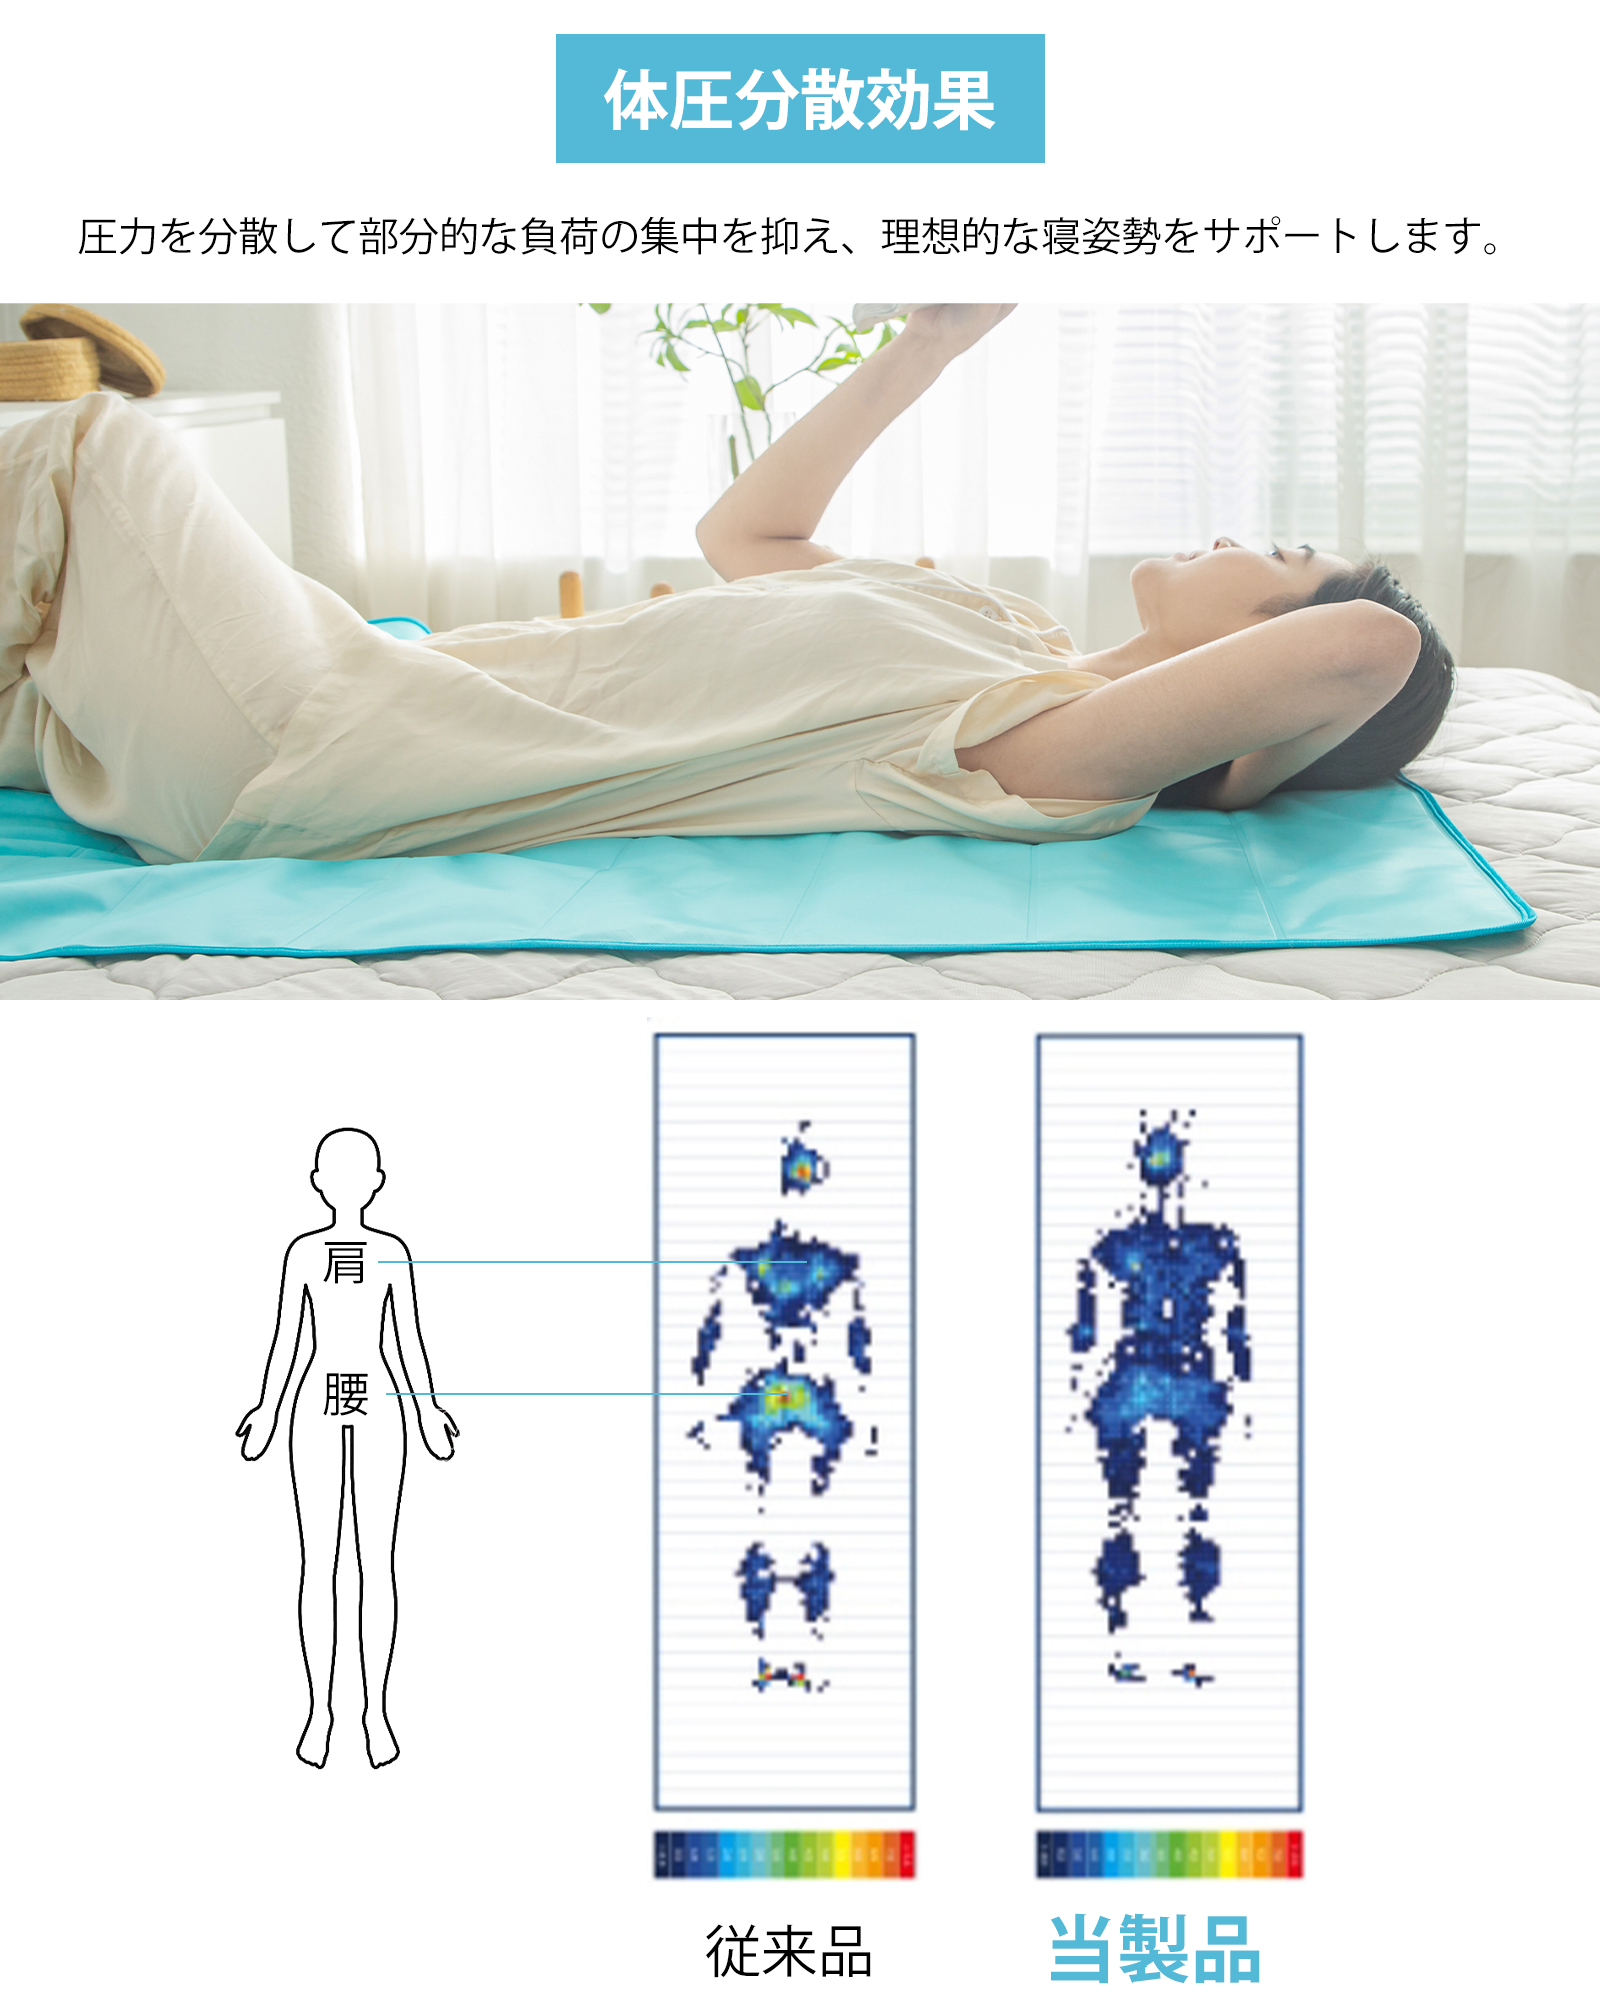 体圧分散効果
圧力を分散して部分的な負荷の集中を抑え、理想的な寝姿勢をサポートします。
肩
腰
従来品
当製品